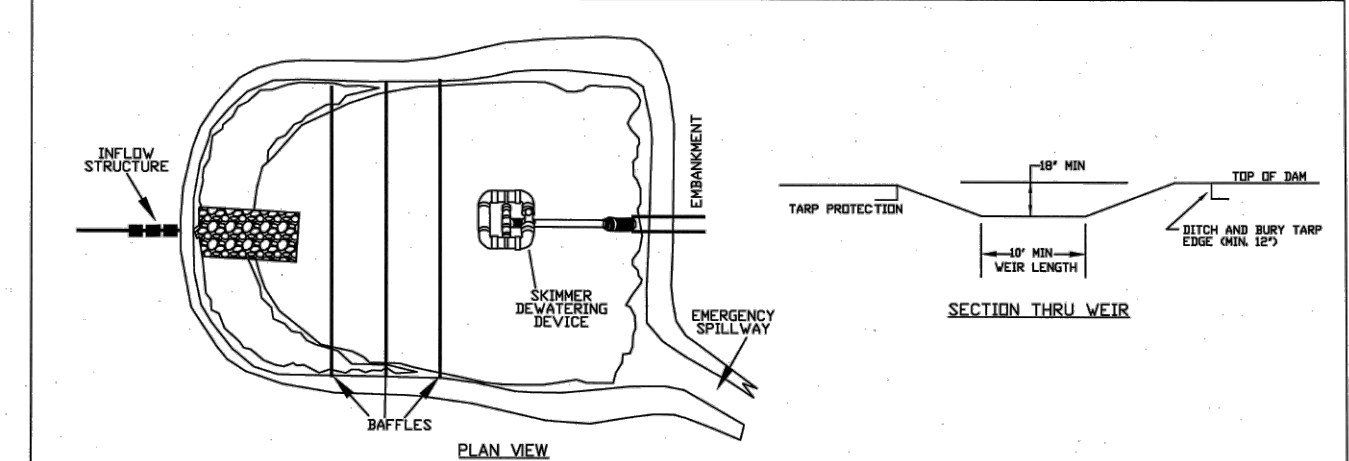 INFLOW
STRUCTURE
EMBANKMENT
SKIMMER
DEWATERING
DEVICE
EMERGENCY
SPILLWAY
BAFFLES
PLAN VIEW
18" MIN
TOP OF DAM
TARP PROTECTION
DITCH AND BURY TARP
EDGE (MIN. 12")
10' MIN
WEIR LENGTH
SECTION THRU WEIR